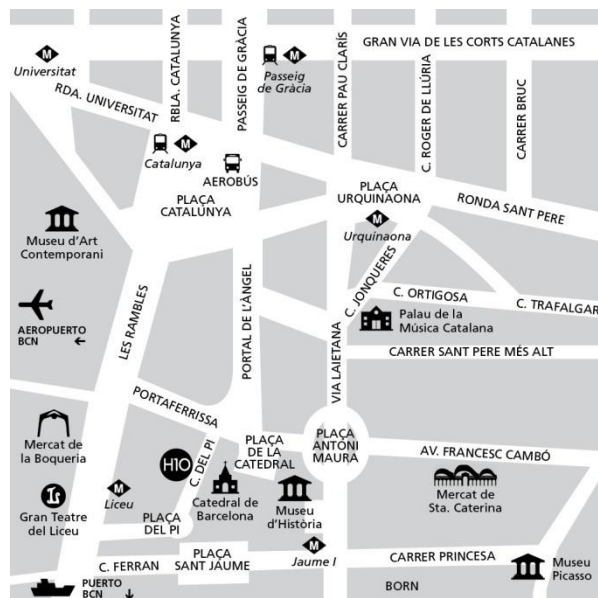 GRAN VIA DE LES CORTS CATALANES
M
Universitat
RBLA. CATALUNYA
PASSEIG DE GRÀCIA
M
Passeig
de Gràcia
CARRER PAU CLARÍS
C. ROGER DE LLÚRIA
CARRER BRUC
RDA. UNIVERSITAT
M
Catalunya
AEROBÚS
PLAÇA
CATALUNYA
PLAÇA
URQUINAONA
M
Urquinaona
RONDA SANT PERE
Museu d'Art
Contemporani
LES RAMBLES
PORTAL DE L'ÀNGEL
C. JONQUERES
C. ORTIGOSA
C. TRAFALGAR
AEROPUERTO
BCN
Palau de la
Música Catalana
VIA LAIETANA
CARRER SANT PERE MÉS ALT
PORTAFERRISSA
Mercat de
la Boqueria
H10
C. DEL PI
PLAÇA
DE LA
CATEDRAL
PLAÇA
ANTONI
MAURA
AV. FRANCESC CAMBÓ
Gran Teatre
del Liceu
M
Liceu
PLAÇA
DEL PI
Catedral de
Barcelona
Museu
d'Històría
Mercat de
Sta. Caterina
C. FERRAN
PLAÇA
SANT JAUME
M
Jaume I
CARRER PRINCESA
Museu
Picasso
PUERTO
BCN
BORN